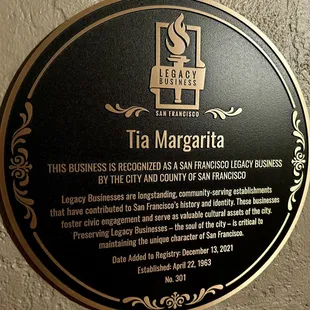 LEGACY
BUSINESS
SAN FRANCISCO
Tia Margarita
THIS BUSINESS IS RECOGNIZED AS A SAN FRANCISCO LEGACY BUSINESS
BY THE CITY AND COUNTY OF SAN FRANCISCO
Legacy Businesses are longstanding, community-serving establishments
that have contributed to San Francisco's history and identity. These businesses
foster civic engagement and serve as valuable cultural assets of the city.
Preserving Legacy Businesses – the soul of the city – is critical to
maintaining the unique character of San Francisco.
Date Added to Registry: December 13, 2021
Established: April 22, 1963
No. 301